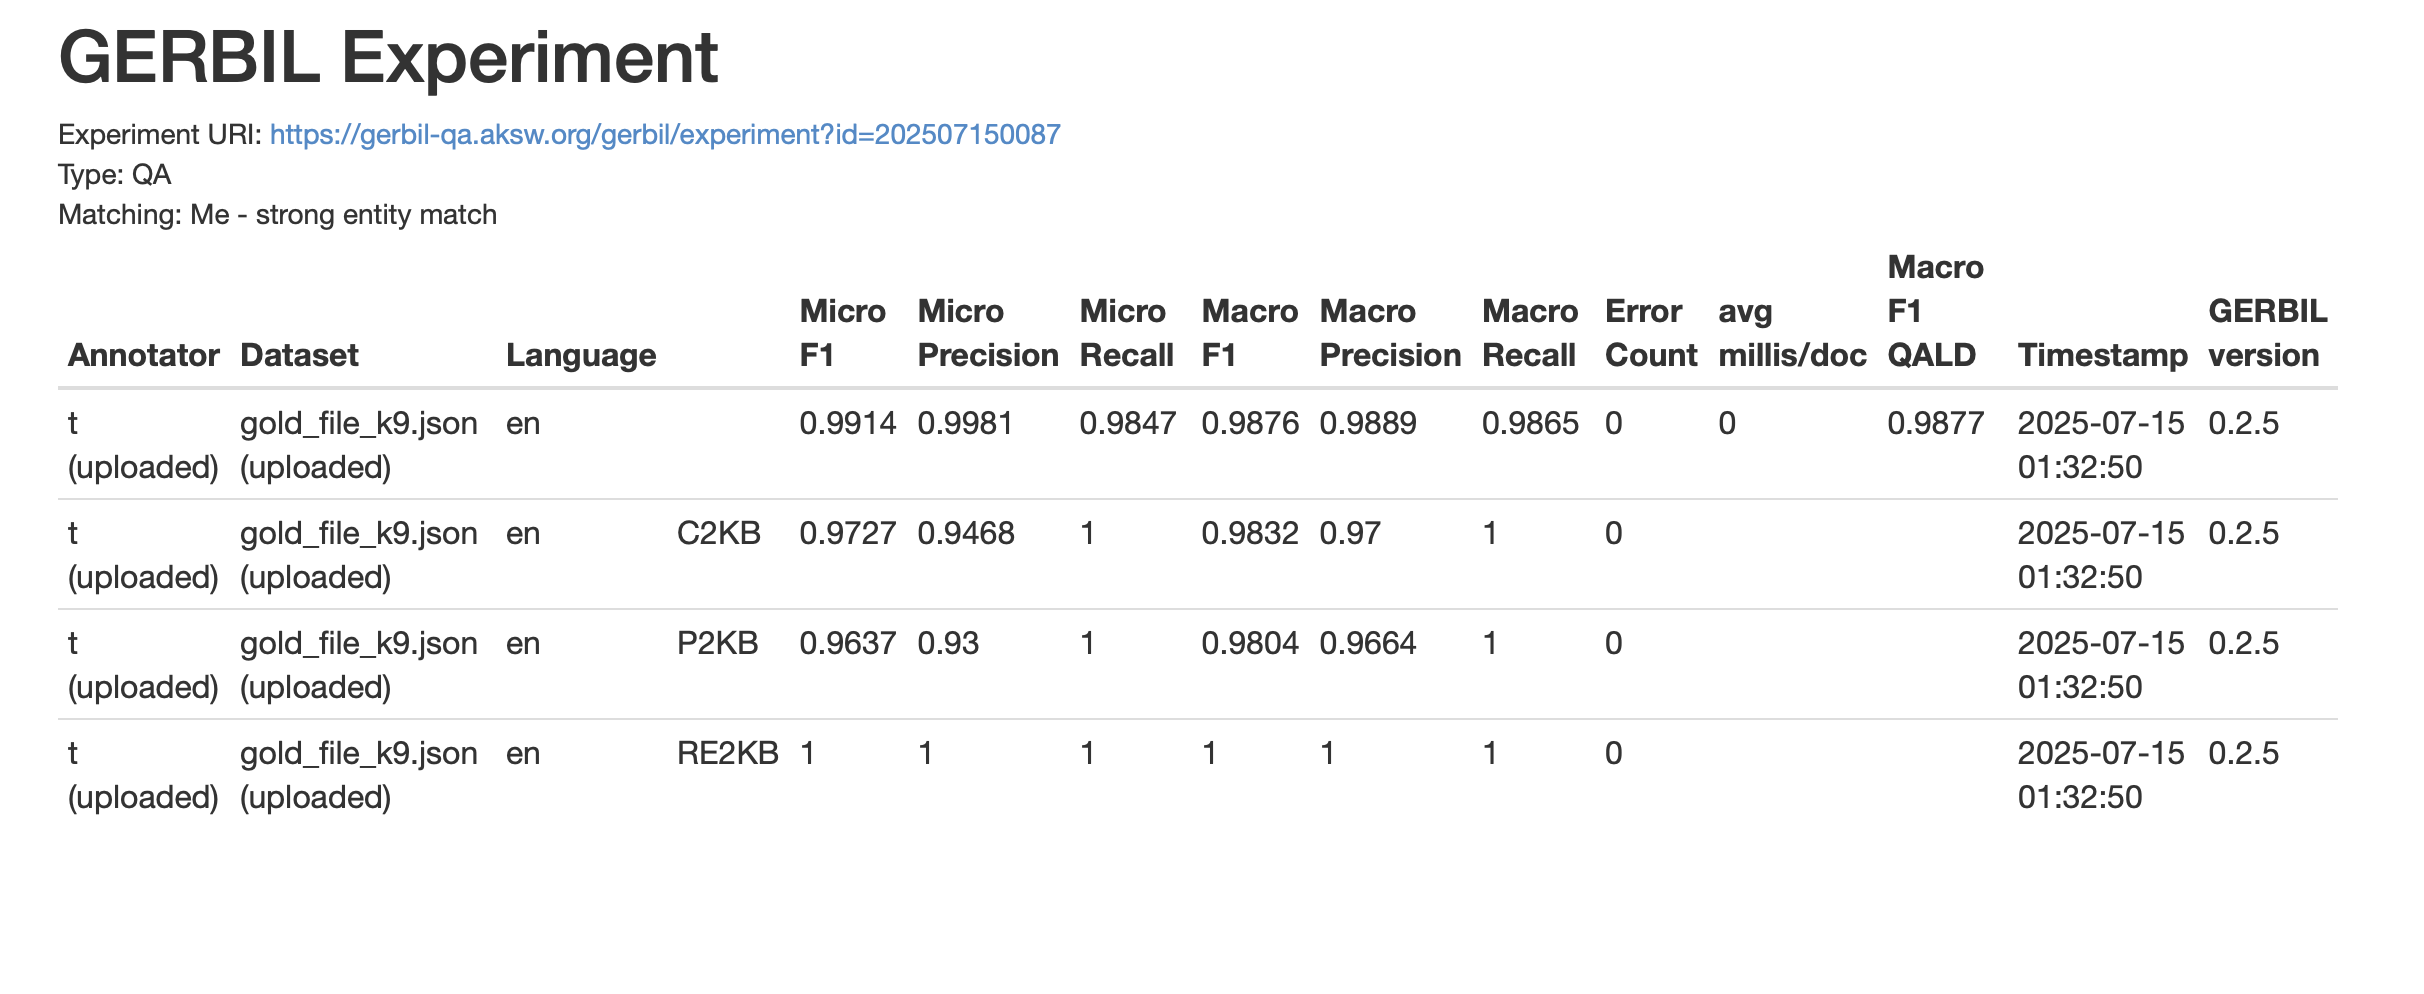 GERBIL Experiment
Experiment URI: https://gerbil-qa.aksw.org/gerbil/experiment?id=202507150087
Type: QA
Matching: Me - strong entity match
Macro
Micro Micro Micro Macro Macro Macro Error avg F1 GERBIL
Annotator Dataset Language F1 Precision Recall F1 Precision Recall Count millis/doc QALD Timestamp version
t gold_file_k9.json en 0.9914 0.9981 0.9847 0.9876 0.9889 0.9865 0 0 0.9877 2025-07-15 0.2.5
(uploaded) (uploaded) 01:32:50
t gold_file_k9.json en C2KB 0.9727 0.9468 1 0.9832 0.97 1 0 2025-07-15 0.2.5
(uploaded) (uploaded) 01:32:50
t gold_file_k9.json en P2KB 0.9637 0.93 1 0.9804 0.9664 1 0 2025-07-15 0.2.5
(uploaded) (uploaded) 01:32:50
t gold_file_k9.json en RE2KB 1 1 1 1 1 1 0 2025-07-15 0.2.5
(uploaded) (uploaded) 01:32:50